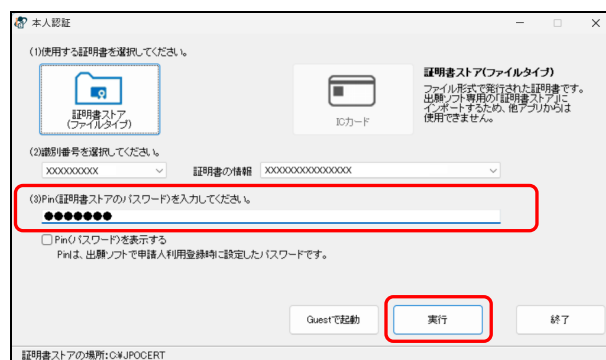 本人認証
(1)使用する証明書を選択してください。
証明書ストア
(ファイルタイプ)
ICカード
証明書ストア(ファイルタイプ)
ファイル形式で発行された証明書です。
出願ソフト専用の「証明書ストア」に
インポートするため、他アプリからは
使用できません。
(2)識別番号を選択してください。
XXXXXXXXX
証明書の情報
XXXXXXXXXXXXXXX
(3)Pin(証明書ストアのパスワード)を入力してください。
●●●●●●●
Pin(パスワード)を表示する
Pinは、出願ソフトで申請人利用登録時に設定したパスワードです。
Guestで起動
実行
終了
証明書ストアの場所:C:¥JPOCERT